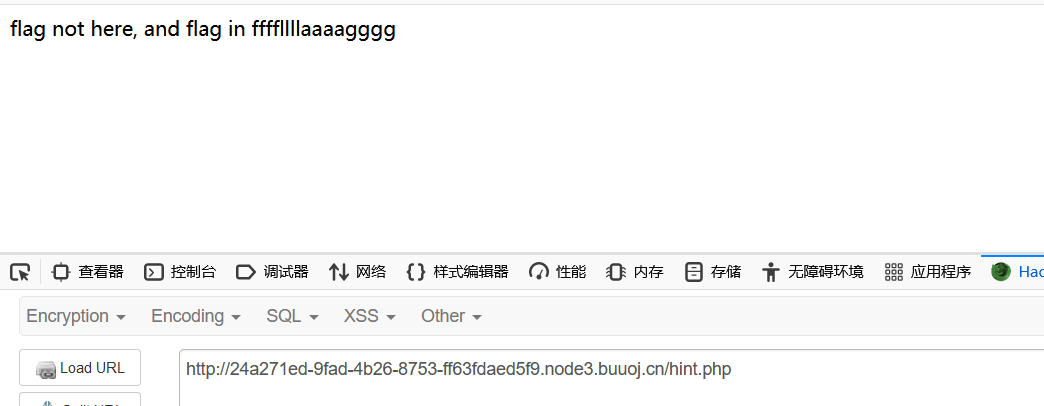 flag not here, and flag in ffffllllaaaagggg
查看器 控制台 调试器 网络 样式编辑器 性能 内存 存储 无障碍环境 应用程序 Hac
Encryption Encoding SQL XSS Other
Load URL http://24a271ed-9fad-4b26-8753-ff63fdaed5f9.node3.buuoj.cn/hint.php